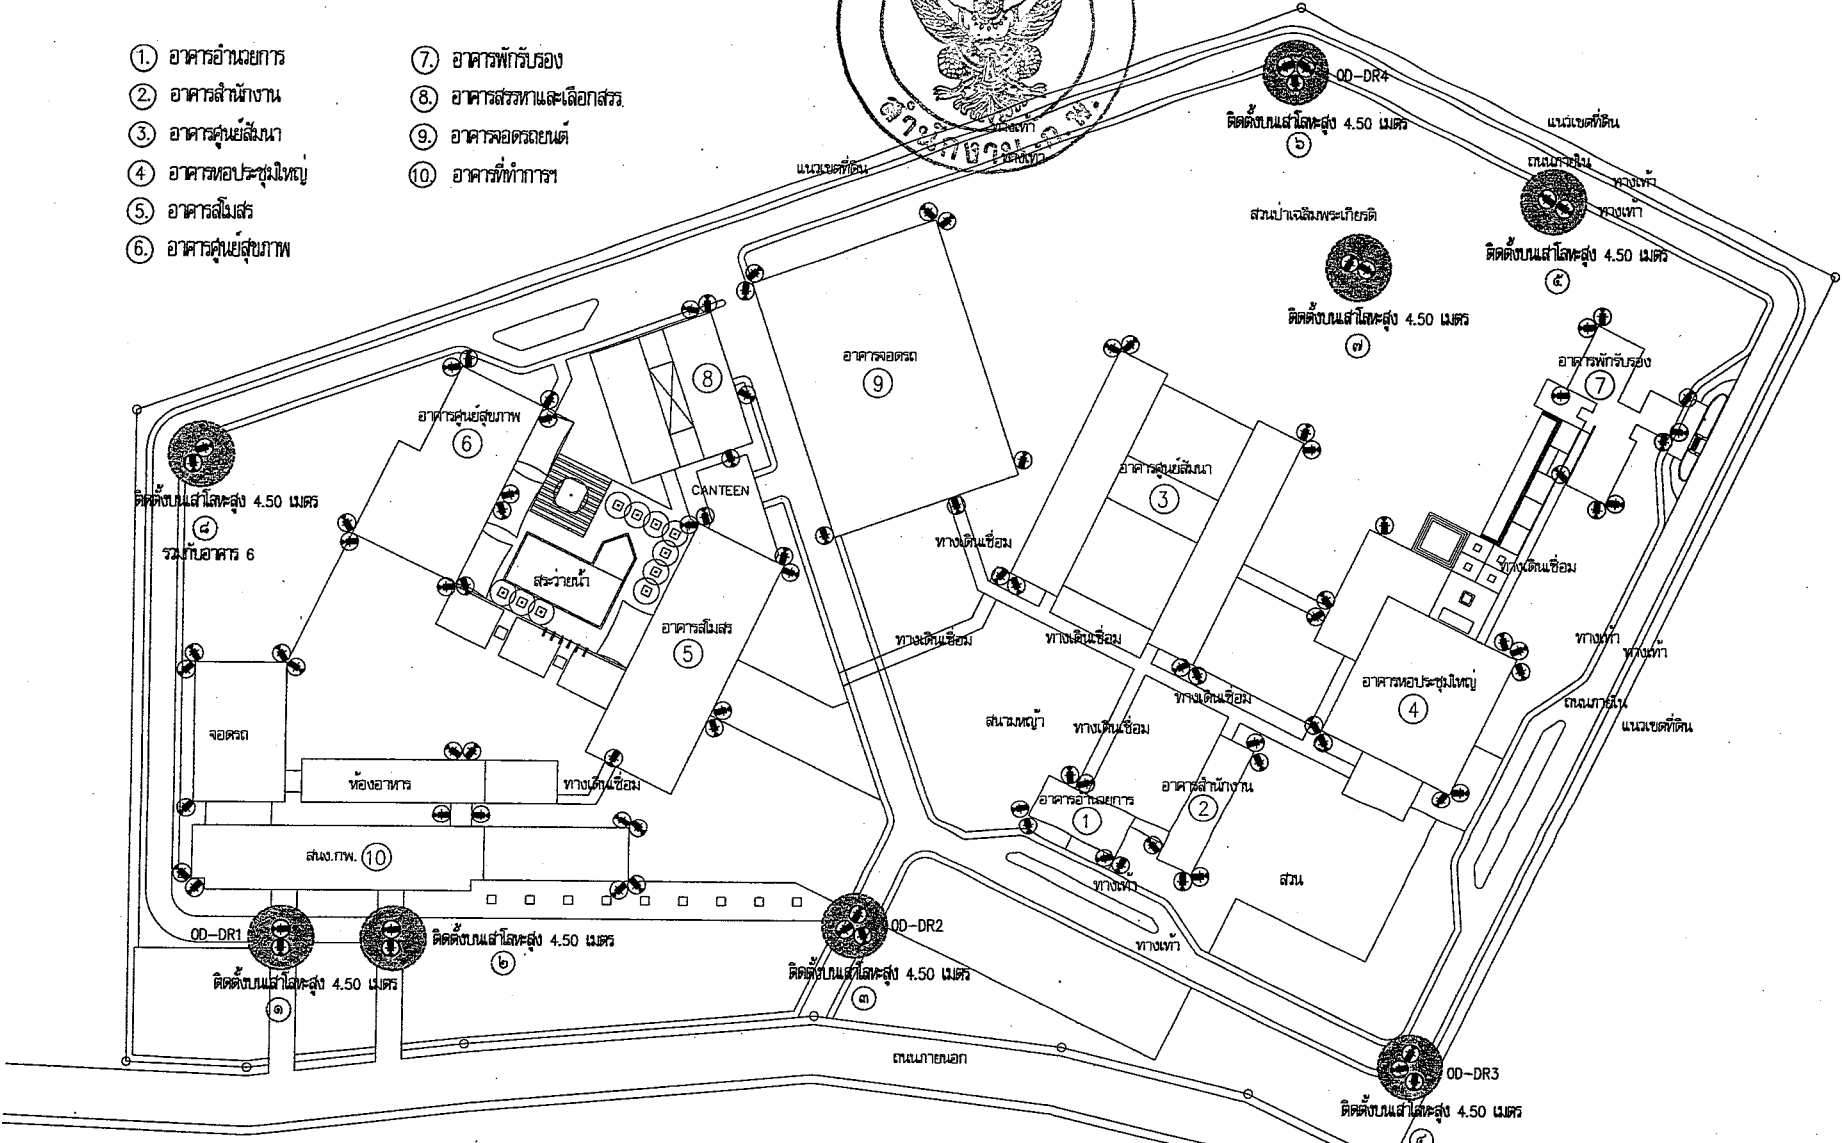 ① อาคารอำนวยการ
② อาคารสำนักงาน
③ อาคารศูนย์สัมนา
④ อาคารหอประชุมใหญ่
⑤ อาคารสโมสร
⑥ อาคารศูนย์สุขภาพ
⑦ อาคารพักรับรอง
⑧ อาคารสรรหาและเลือกสรร
⑨ อาคารจอดรถยนต์
⑩ อาคารที่ทำการฯ
สำนักงาน ก.พ.
OD-DR4
ติดตั้งบนเสาโลหะสูง 4.50 เมตร
๖
แนวเขตที่ดิน
ทางเท้า
ทางเท้า
แนวเขตที่ดิน
ถนนภายใน
ทางเท้า
ทางเท้า
สวนป่าเฉลิมพระเกียรติ
ติดตั้งบนเสาโลหะสูง 4.50 เมตร
๕
ติดตั้งบนเสาโลหะสูง 4.50 เมตร
๗
อาคารจอดรถ
9
อาคารพักรับรอง
7
8
อาคารศูนย์สุขภาพ
6
อาคารศูนย์สัมนา
3
CANTEEN
ติดตั้งบนเสาโลหะสูง 4.50 เมตร
๘
รวมกับอาคาร 6
ทางเดินเชื่อม
สระว่ายน้ำ
ทางเดินเชื่อม
อาคารสโมสร
5
ทางเดินเชื่อม
ทางเดินเชื่อม
ทางเท้า
ทางเท้า
อาคารหอประชุมใหญ่
4
ทางเดินเชื่อม
ถนนภายใน
แนวเขตที่ดิน
สนามหญ้า
ทางเดินเชื่อม
จอดรถ
ห้องอาหาร
ทางเดินเชื่อม
อาคารอำนวยการ
1
อาคารสำนักงาน
2
สนง.กพ. 10
ทางเท้า
สวน
OD-DR1
ติดตั้งบนเสาโลหะสูง 4.50 เมตร
๒
OD-DR2
ทางเท้า
ติดตั้งบนเสาโลหะสูง 4.50 เมตร
๑
ติดตั้งบนเสาโลหะสูง 4.50 เมตร
๓
ถนนภายนอก
OD-DR3
ติดตั้งบนเสาโลหะสูง 4.50 เมตร
๔